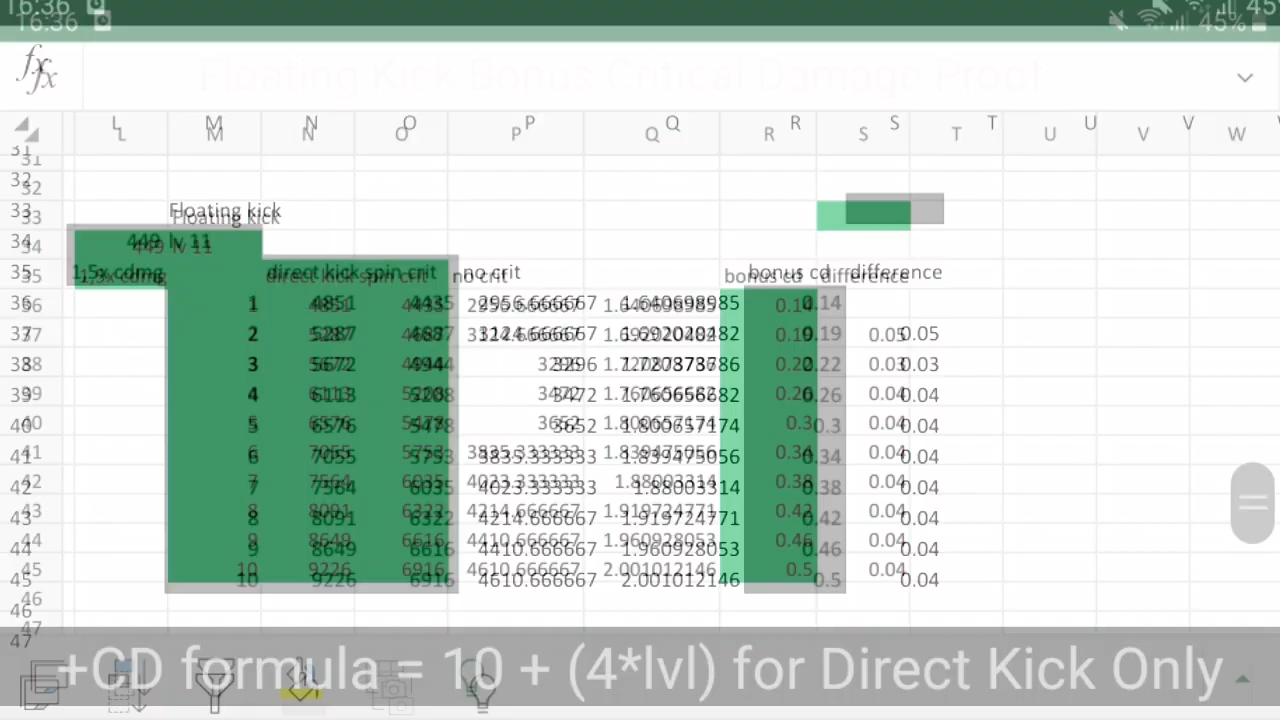 16:36 45%
fx Floating Kick Bonus Critical Damage Proof
L M N O P Q R S T U V W
31
32
33 Floating kick
34 449 lv 11
35 1,5x cdmg direct kick spin crit no crit bonus cd difference
36 1 4851 4435 2956.666667 1.640698985 0.14
37 2 5287 4687 3124.666667 1.692020482 0.19 0.05
38 3 5672 4944 3296 1.720873786 0.22 0.03
39 4 6113 5208 3472 1.760656682 0.26 0.04
40 5 6576 5478 3652 1.800657174 0.3 0.04
41 6 7055 5753 3835.333333 1.839475056 0.34 0.04
42 7 7564 6035 4023.333333 1.88003314 0.38 0.04
43 8 8091 6322 4214.666667 1.919724771 0.42 0.04
44 9 8649 6616 4410.666667 1.960928053 0.46 0.04
45 10 9226 6916 4610.666667 2.001012146 0.5 0.04
46
47
+CD formula = 10 + (4*lvl) for Direct Kick Only